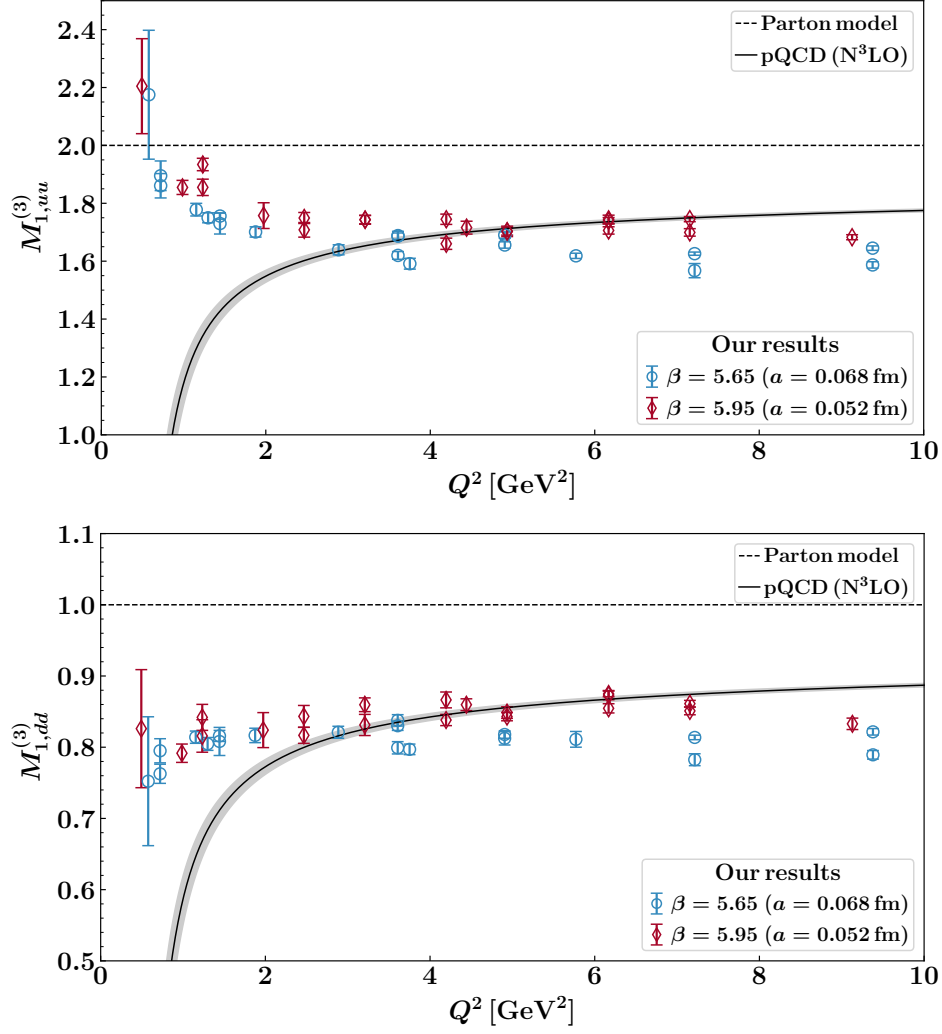 2.4
2.2
2.0
1.8
1.6
1.4
1.2
1.0
M^{(3)}_{1,uu}
Parton model
pQCD (N³LO)
Our results
β = 5.65 (a = 0.068 fm)
β = 5.95 (a = 0.052 fm)
0 2 4 6 8 10
Q² [GeV²]
1.1
1.0
0.9
0.8
0.7
0.6
0.5
M^{(3)}_{1,dd}
Parton model
pQCD (N³LO)
Our results
β = 5.65 (a = 0.068 fm)
β = 5.95 (a = 0.052 fm)
0 2 4 6 8 10
Q² [GeV²]